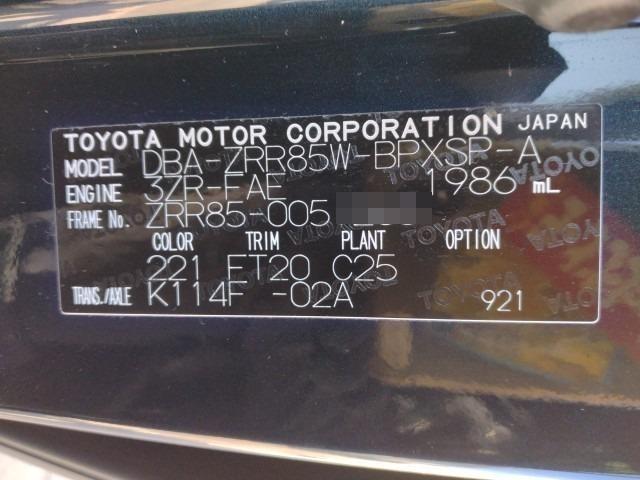 TOYOTA MOTOR CORPORATION JAPAN
MODEL DBA-ZRR85W-BPXSP-A
ENGINE 3ZR-FAE 1986 mL
FRAME No. ZRR85-005
COLOR TRIM PLANT OPTION
221 FT20 C25
TRANS./AXLE K114F -02A 921